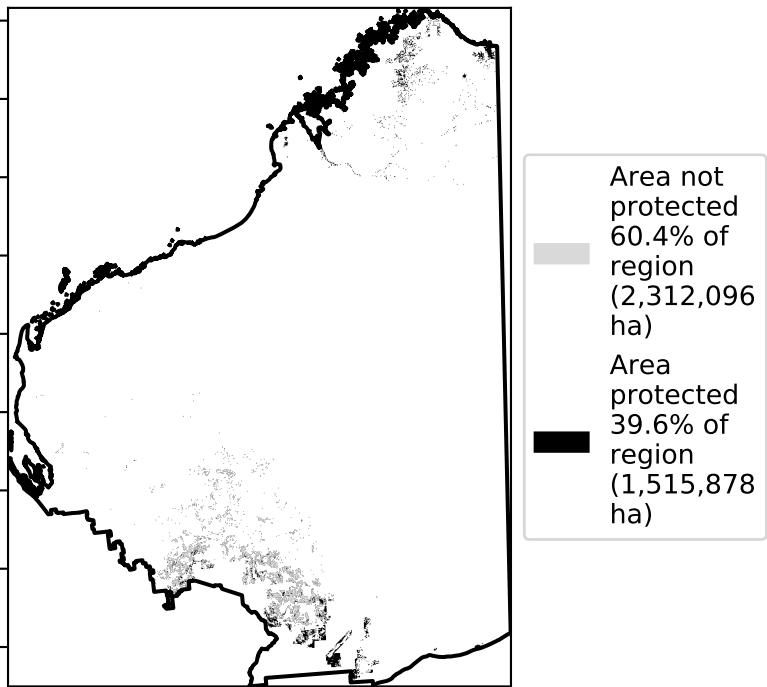 Area not
protected
60.4% of
region
(2,312,096
ha)
Area
protected
39.6% of
region
(1,515,878
ha)